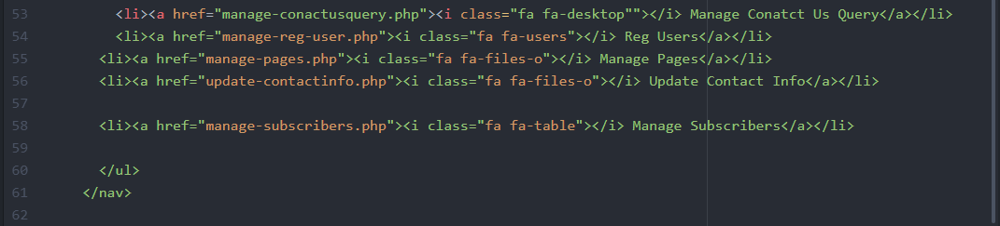 53 <li><a href="manage-conactusquery.php"><i class="fa fa-desktop""></i> Manage Conatct Us Query</a></li>
54 <li><a href="manage-reg-user.php"><i class="fa fa-users"></i> Reg Users</a></li>
55 <li><a href="manage-pages.php"><i class="fa fa-files-o"></i> Manage Pages</a></li>
56 <li><a href="update-contactinfo.php"><i class="fa fa-files-o"></i> Update Contact Info</a></li>
57
58 <li><a href="manage-subscribers.php"><i class="fa fa-table"></i> Manage Subscribers</a></li>
59
60 </ul>
61 </nav>
62